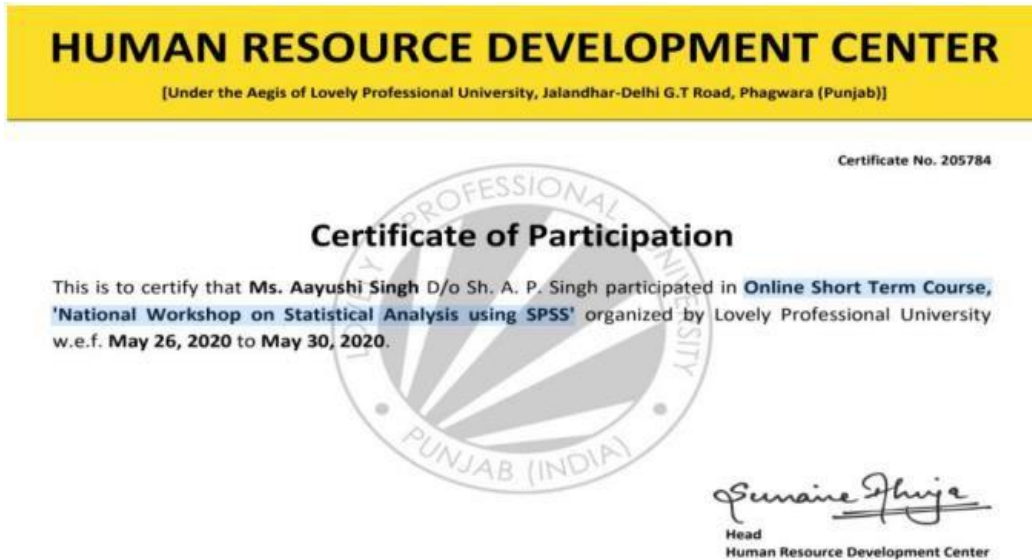 HUMAN RESOURCE DEVELOPMENT CENTER
[Under the Aegis of Lovely Professional University, Jalandhar-Delhi G.T Road, Phagwara (Punjab)]
Certificate No. 205784
LOVELY PROFESSIONAL UNIVERSITY
PUNJAB (INDIA)
Certificate of Participation
This is to certify that Ms. Aayushi Singh D/o Sh. A. P. Singh participated in Online Short Term Course,
'National Workshop on Statistical Analysis using SPSS' organized by Lovely Professional University
w.e.f. May 26, 2020 to May 30, 2020.
Sunaina Ahuja
Head
Human Resource Development Center